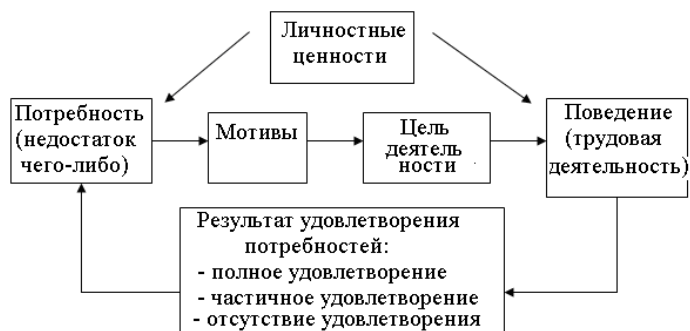 Личностные
ценности
Потребность
(недостаток
чего-либо)
Мотивы
Цель
деятель
ности
Поведение
(трудовая
деятельность)
Результат удовлетворения
потребностей:
- полное удовлетворение
- частичное удовлетворение
- отсутствие удовлетворения